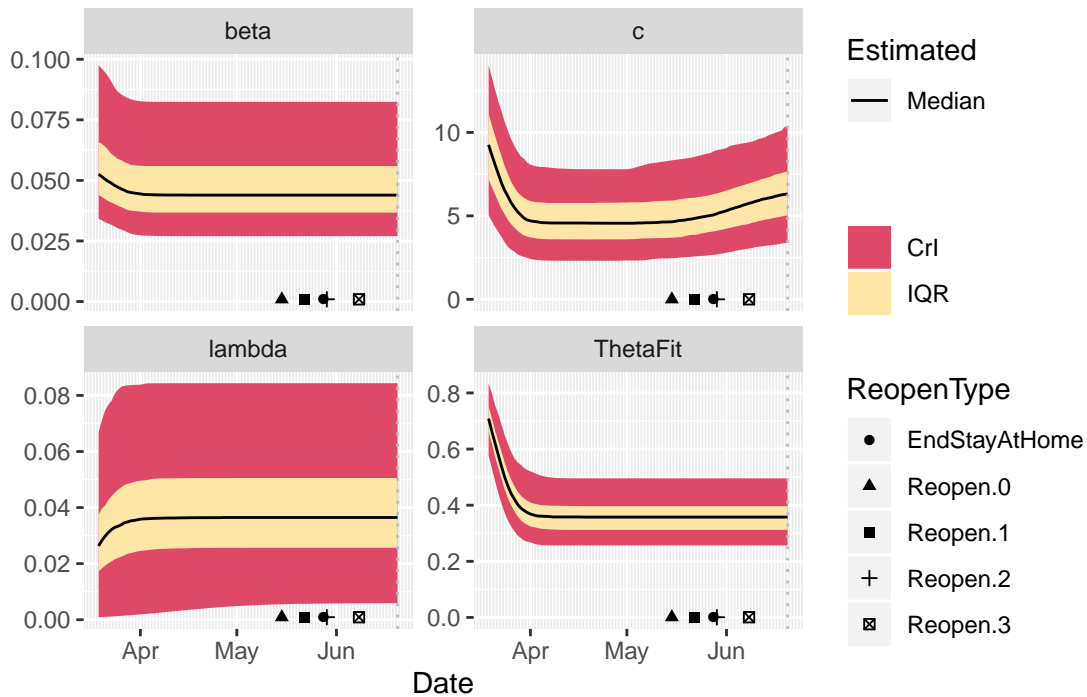 beta
c
0.100
0.075
0.050
0.025
0.000
10
5
0
lambda
ThetaFit
0.08
0.06
0.04
0.02
0.00
0.8
0.6
0.4
0.2
0.0
Apr May Jun
Apr May Jun
Date
Estimated
Median
CrI
IQR
ReopenType
EndStayAtHome
Reopen.0
Reopen.1
Reopen.2
Reopen.3